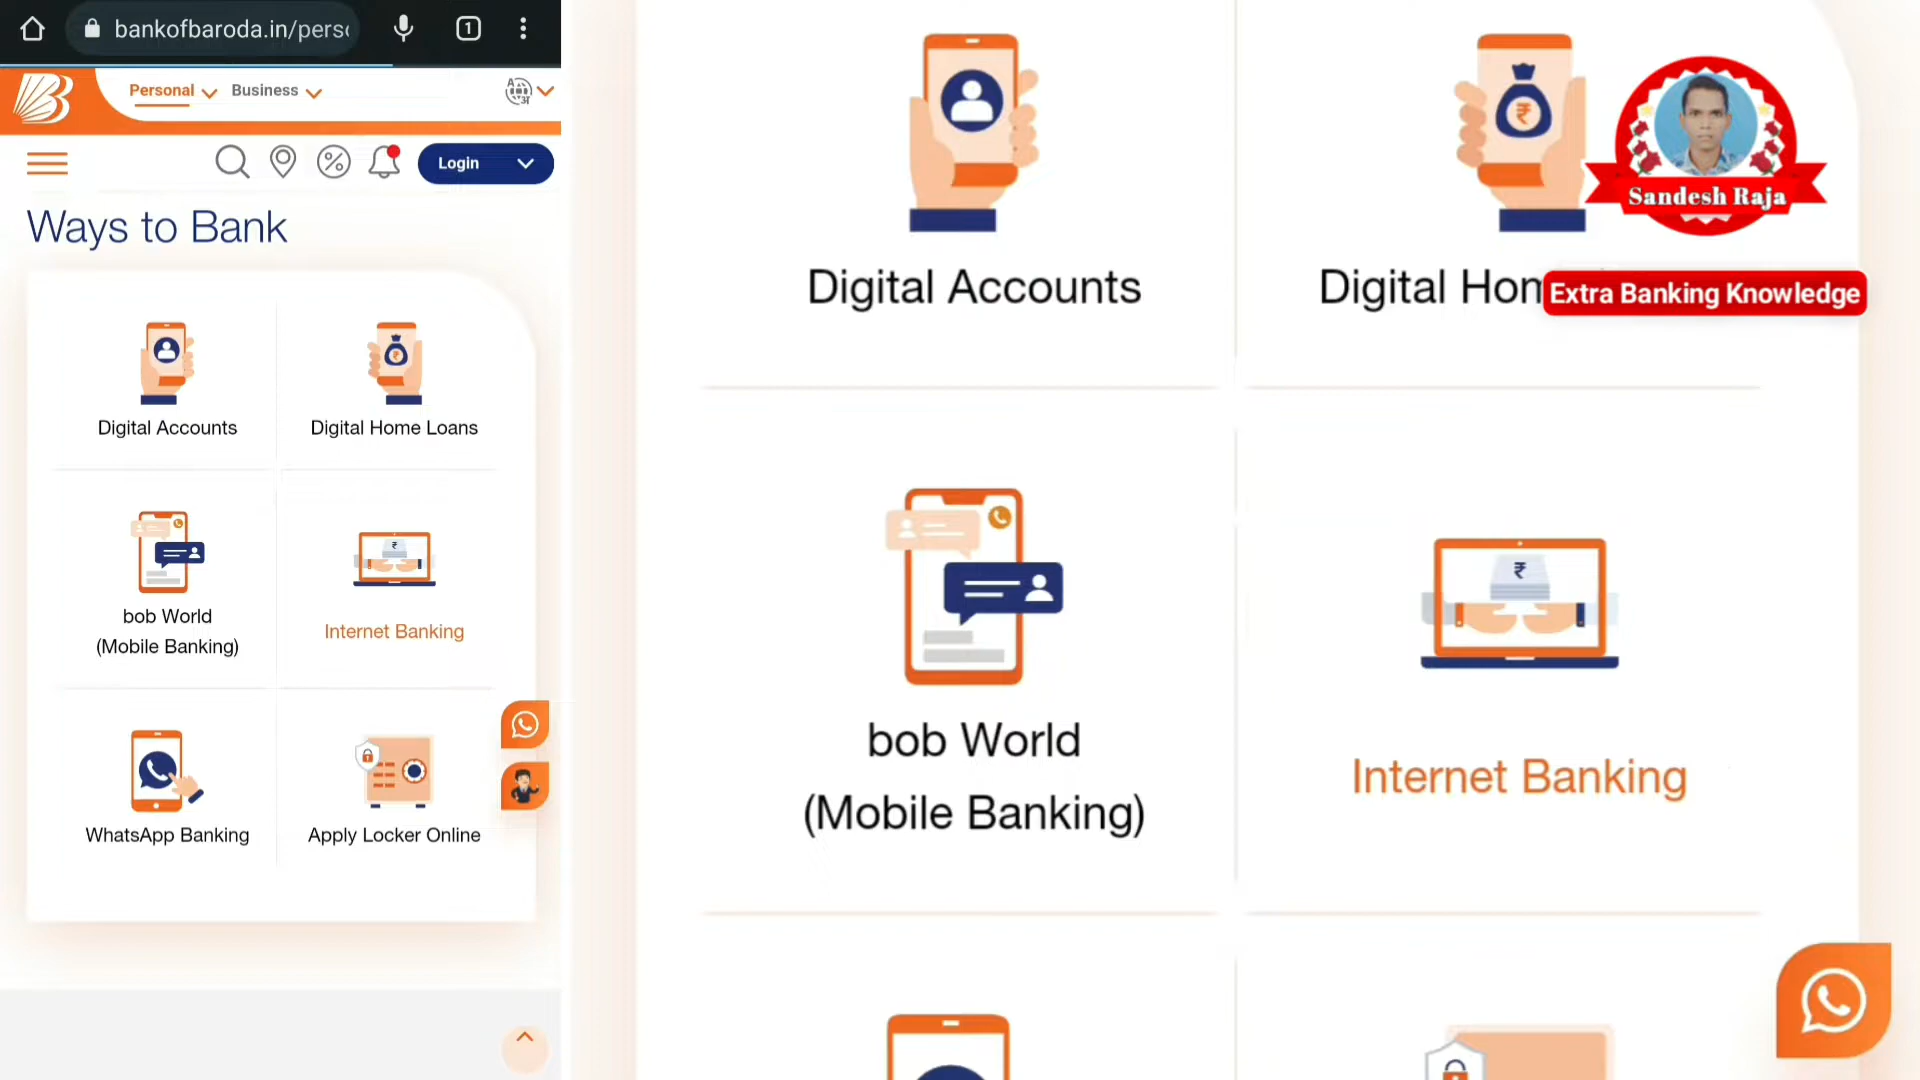 bankofbaroda.in/pers
1
Personal
Business
Login
Ways to Bank
Digital Accounts
Digital Home Loans
bob World
(Mobile Banking)
Internet Banking
WhatsApp Banking
Apply Locker Online
Digital Accounts
Digital Hom
Sandesh Raja
Extra Banking Knowledge
bob World
(Mobile Banking)
Internet Banking